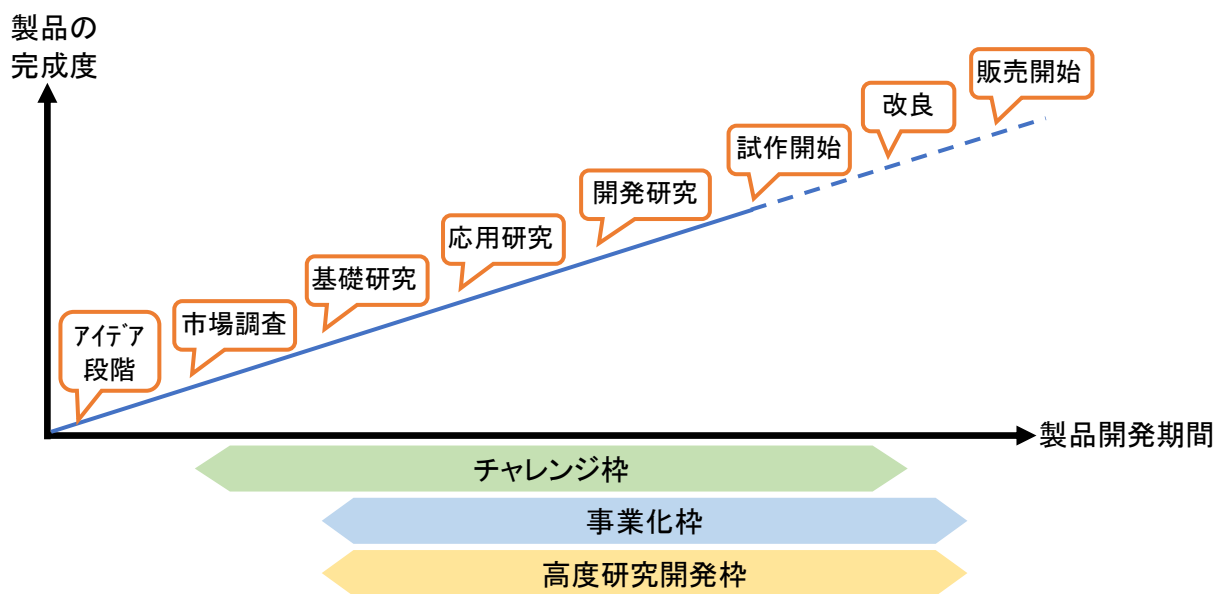 製品の
完成度
販売開始
改良
試作開始
開発研究
応用研究
基礎研究
市場調査
ｱｲﾃﾞｱ
段階
製品開発期間
チャレンジ枠
事業化枠
高度研究開発枠